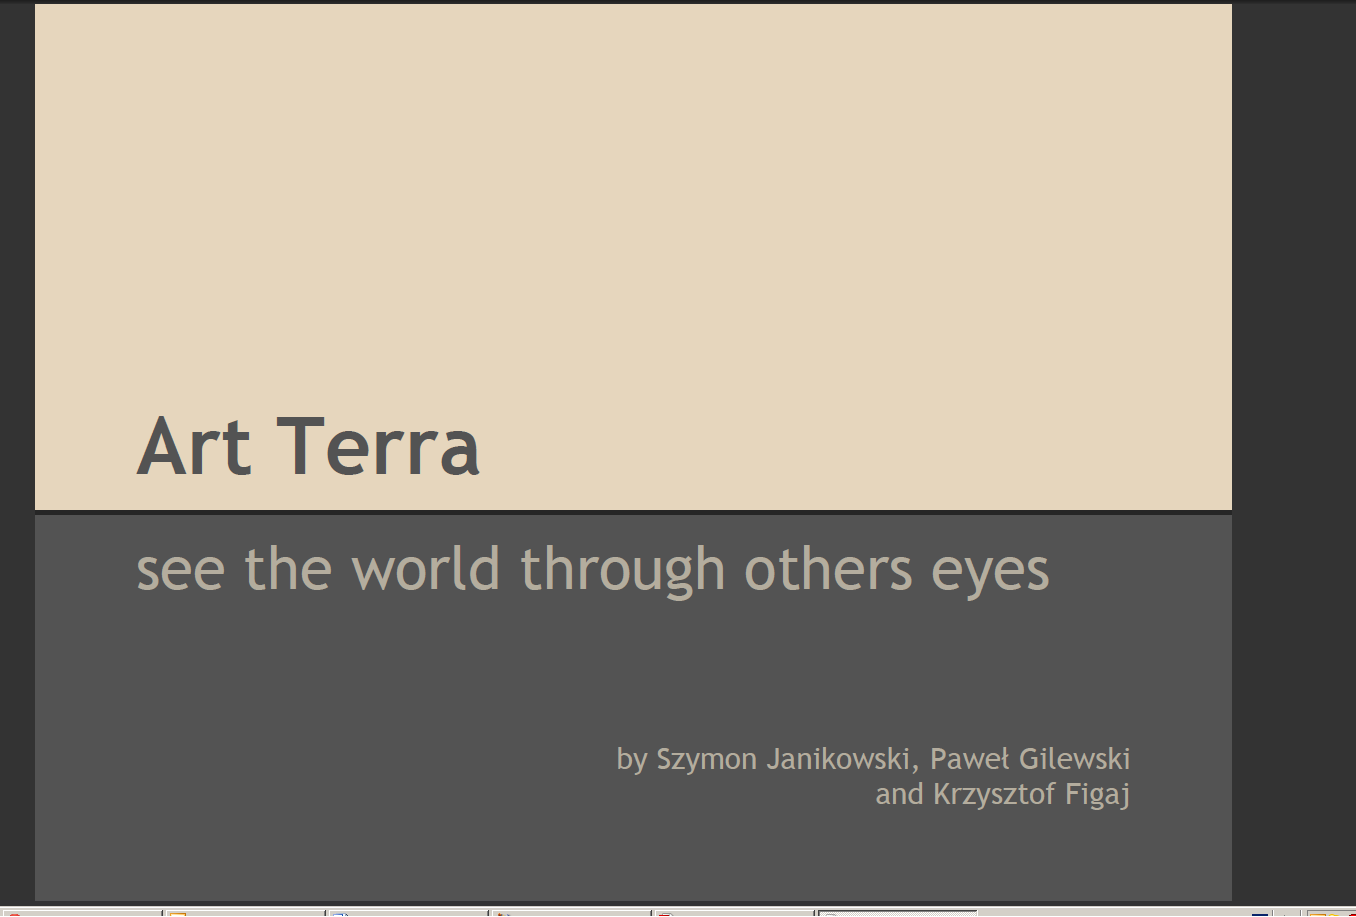 Art Terra
see the world through others eyes
by Szymon Janikowski, Paweł Gilewski
and Krzysztof Figaj